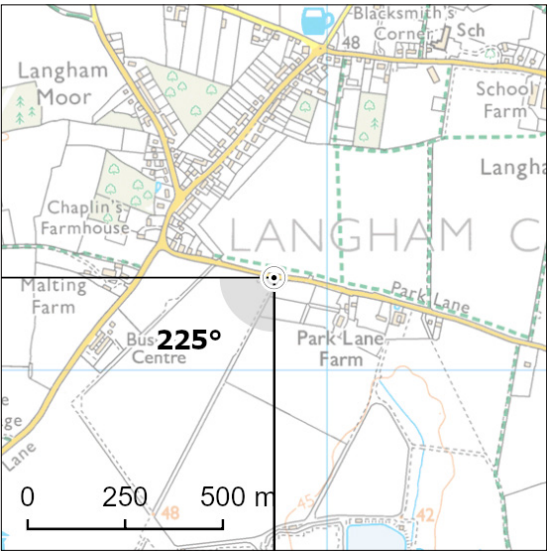 Blacksmith's
Corner
Sch
48
Langham
Moor
School
Farm
Langha
Chaplin's
Farmhouse
LANGHAM C
Malting
Farm
Park Lane
225°
Bus
Centre
Park Lane
Farm
e
ge
Lane
0 250 500 m
48
45
42